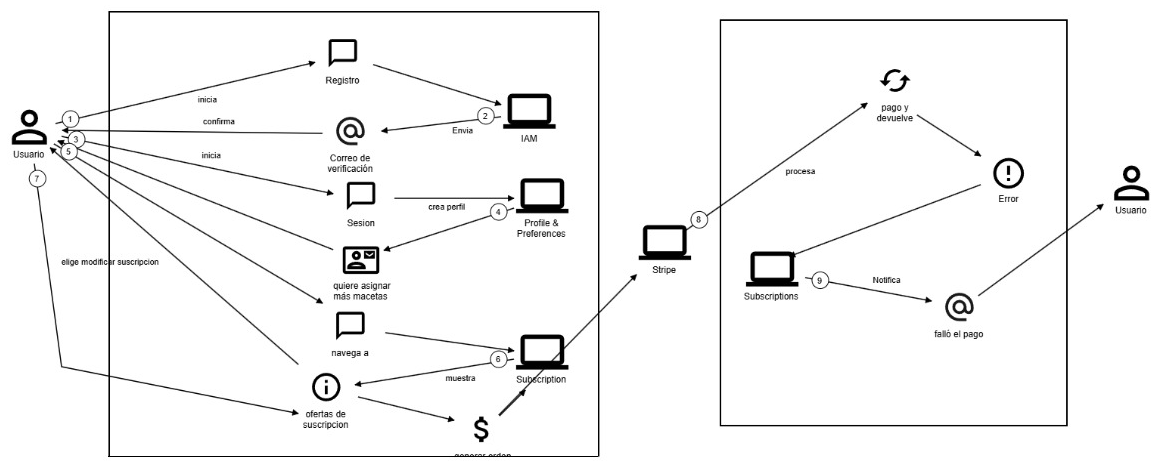 Registro
inicia
1
2
confirma
Envia
IAM
Usuario
3
Correo de
verificación
5
inicia
7
Sesion
crea perfil
4
Profile &
Preferences
elige modificar suscripcion
quiere asignar
más macetas
navega a
6
muestra
Subscription
ofertas de
suscripcion
generar orden
Stripe
8
procesa
pago y
devuelve
Error
Usuario
Subscriptions
9
Notifica
falló el pago